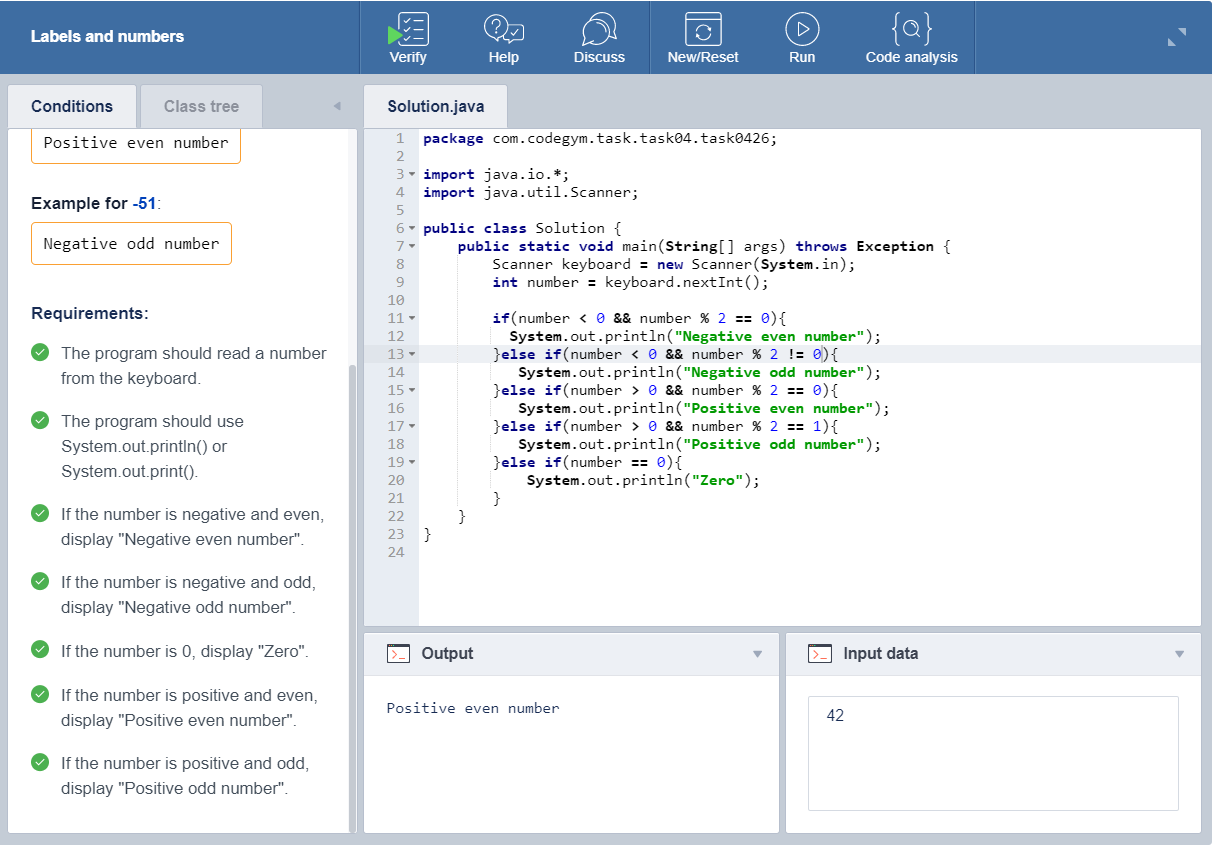 Labels and numbers
Verify
Help
Discuss
New/Reset
Run
Code analysis
Conditions
Class tree
Positive even number
Example for -51:
Negative odd number
Requirements:
The program should read a number
from the keyboard.
The program should use
System.out.println() or
System.out.print().
If the number is negative and even,
display "Negative even number".
If the number is negative and odd,
display "Negative odd number".
If the number is 0, display "Zero".
If the number is positive and even,
display "Positive even number".
If the number is positive and odd,
display "Positive odd number".
Solution.java
1 package com.codegym.task.task04.task0426;
2
3 import java.io.*;
4 import java.util.Scanner;
5
6 public class Solution {
7     public static void main(String[] args) throws Exception {
8         Scanner keyboard = new Scanner(System.in);
9         int number = keyboard.nextInt();
10
11         if(number < 0 && number % 2 == 0){
12           System.out.println("Negative even number");
13         }else if(number < 0 && number % 2 != 0){
14            System.out.println("Negative odd number");
15         }else if(number > 0 && number % 2 == 0){
16            System.out.println("Positive even number");
17         }else if(number > 0 && number % 2 == 1){
18            System.out.println("Positive odd number");
19         }else if(number == 0){
20             System.out.println("Zero");
21         }
22     }
23 }
24
Output
Positive even number
Input data
42